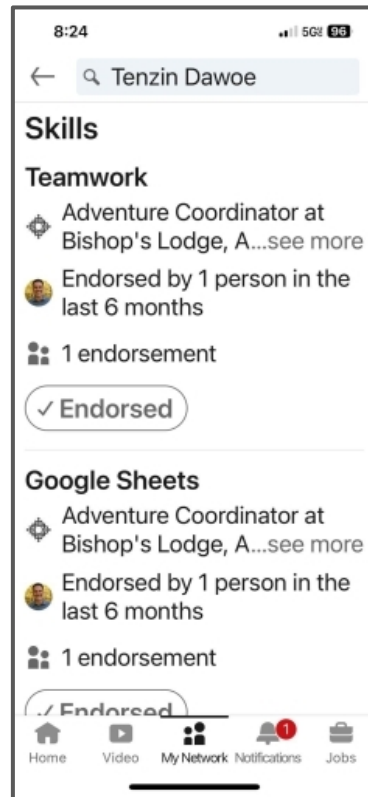 8:24
5G 96
Tenzin Dawoe
Skills
Teamwork
Adventure Coordinator at
Bishop's Lodge, A...see more
Endorsed by 1 person in the
last 6 months
1 endorsement
✓ Endorsed
Google Sheets
Adventure Coordinator at
Bishop's Lodge, A...see more
Endorsed by 1 person in the
last 6 months
1 endorsement
✓ Endorsed
1
Home Video My Network Notifications Jobs